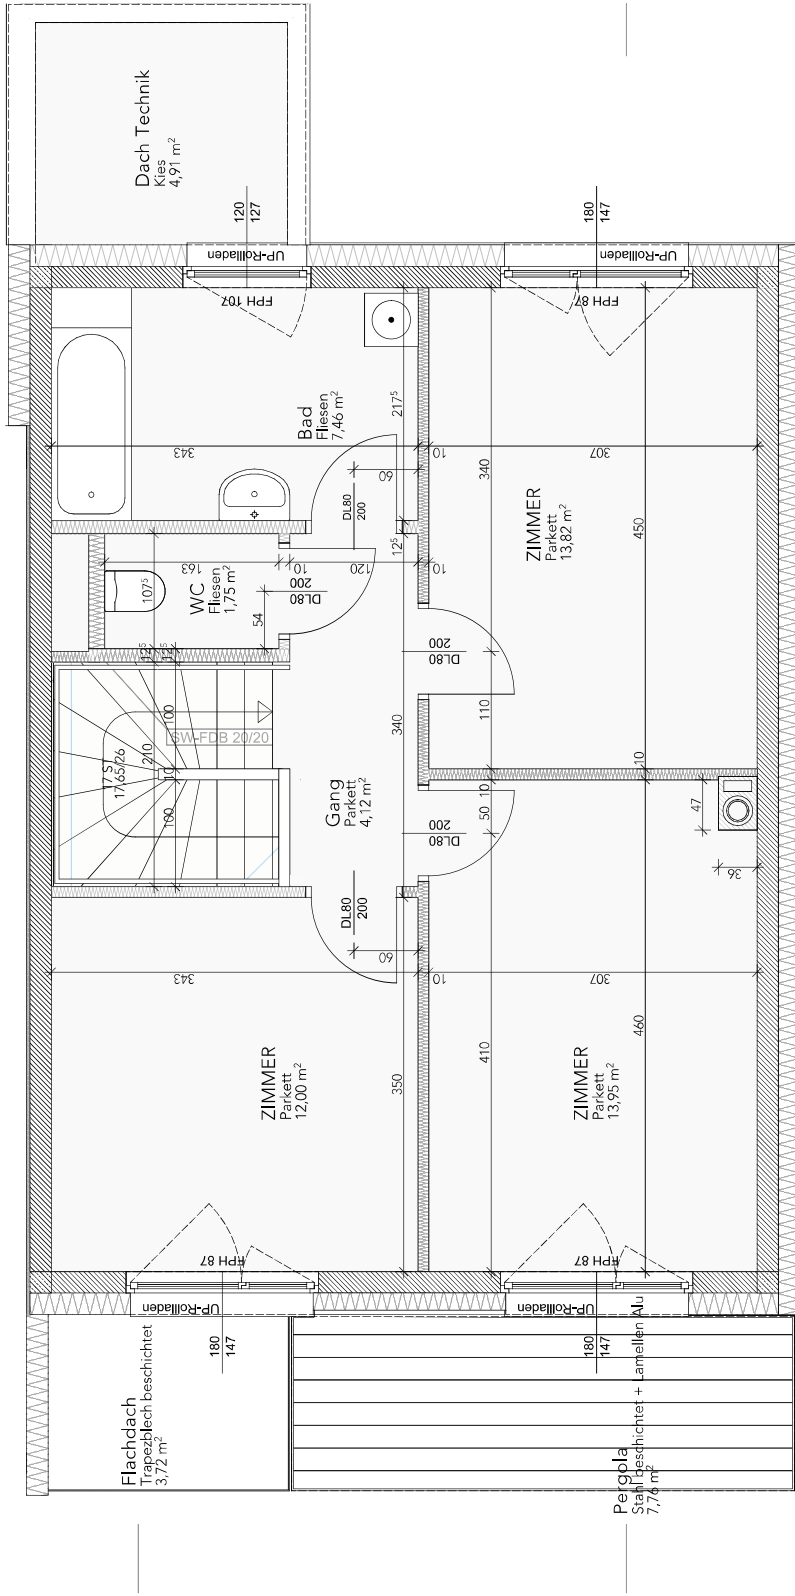 Dach Technik
Kies
4,91 m²
120
127
UP-Rollladen
FPH 107
180
147
UP-Rollladen
FPH 87
Bad
Fliesen
7,46 m²
217⁵
343
10
307
60
340
450
ZIMMER
Parkett
13,82 m²
DL80
200
12⁵
163
10
120
10
107⁵
WC
Fliesen
1,75 m²
54
DL80
200
12⁵
12⁵
DL80
200
110
10
340
100
SW-FDB 20/20
210
10
100
17 ST
17,65/26
Gang
Parkett
4,12 m²
50
10
DL80
200
47
36
DL80
200
60
343
10
307
350
410
460
ZIMMER
Parkett
12,00 m²
ZIMMER
Parkett
13,95 m²
FPH 87
UP-Rollladen
180
147
FPH 87
UP-Rollladen
180
147
Flachdach
Trapezblech beschichtet
3,72 m²
Pergola
Stahl beschichtet + Lamellen Alu
7,76 m²